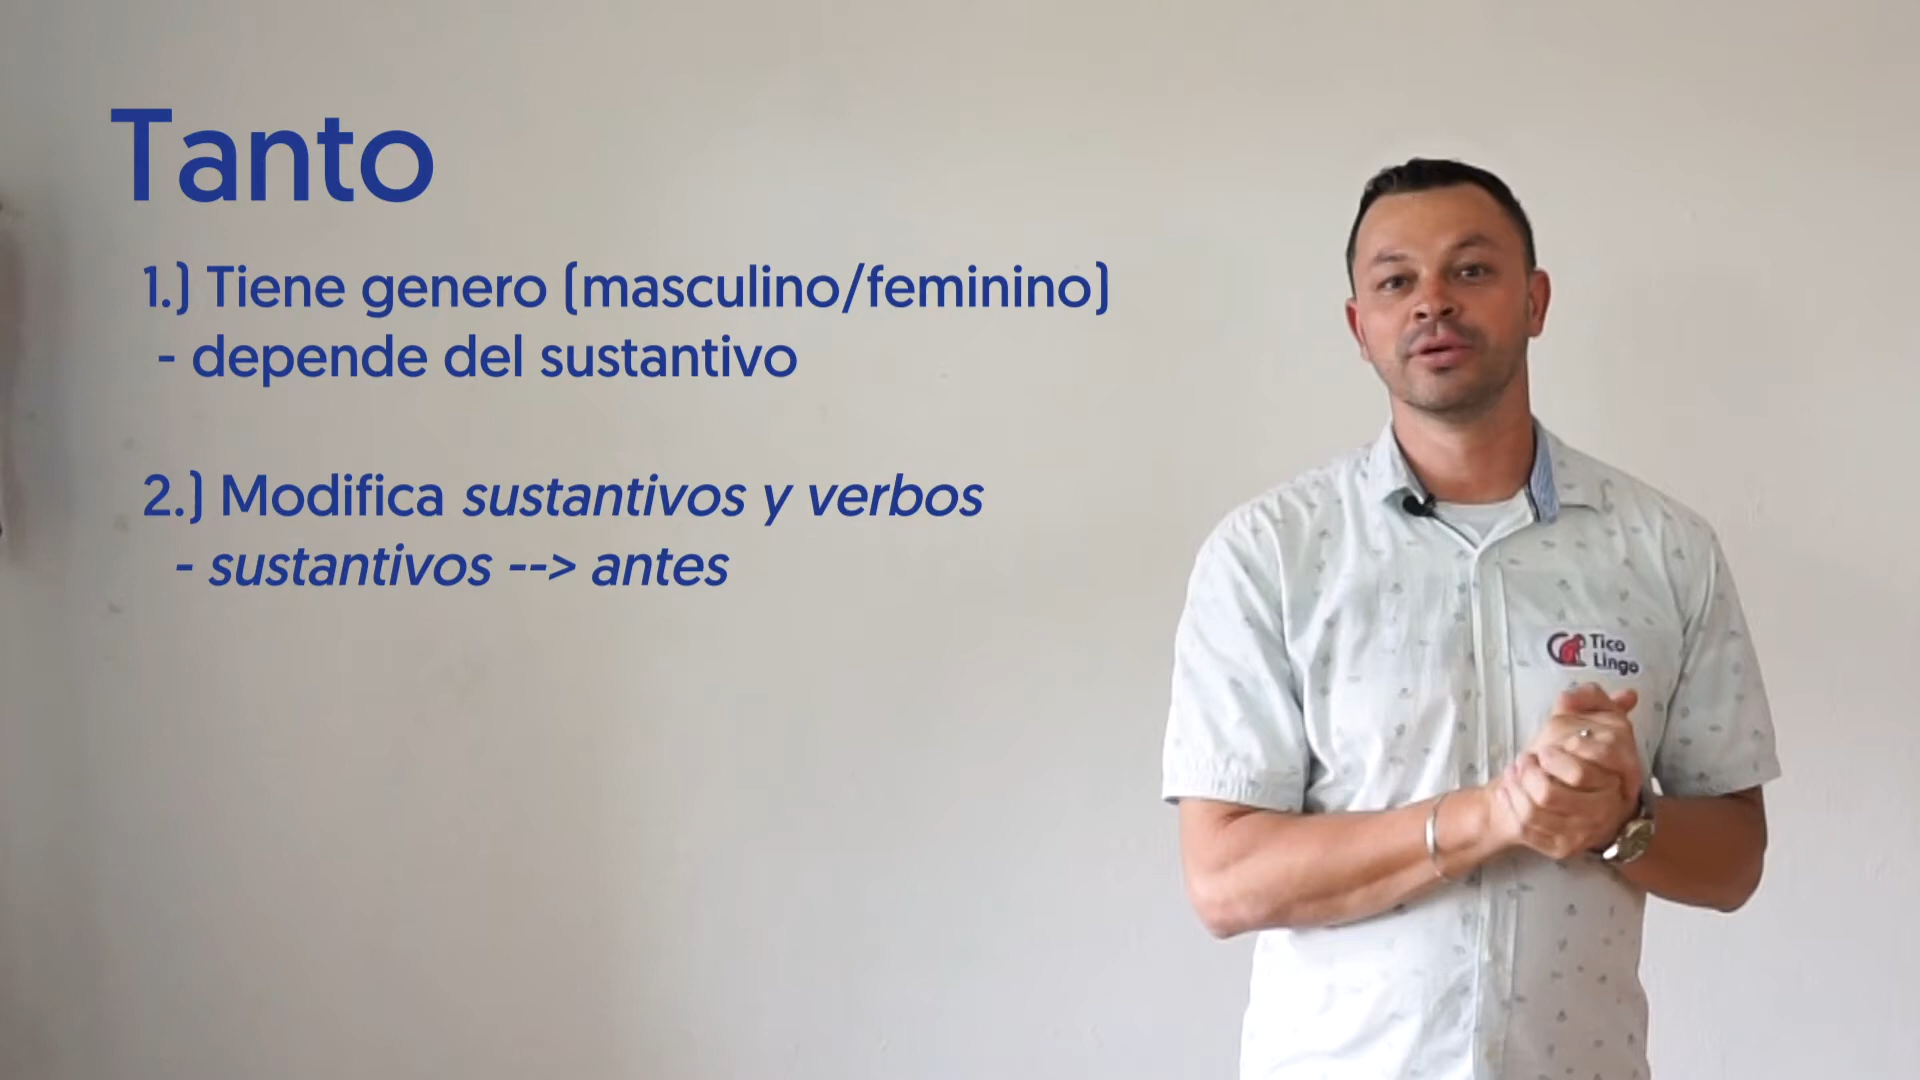 Tanto
1.) Tiene genero (masculino/feminino)
- depende del sustantivo
2.) Modifica sustantivos y verbos
- sustantivos --> antes
Tico
Lingo